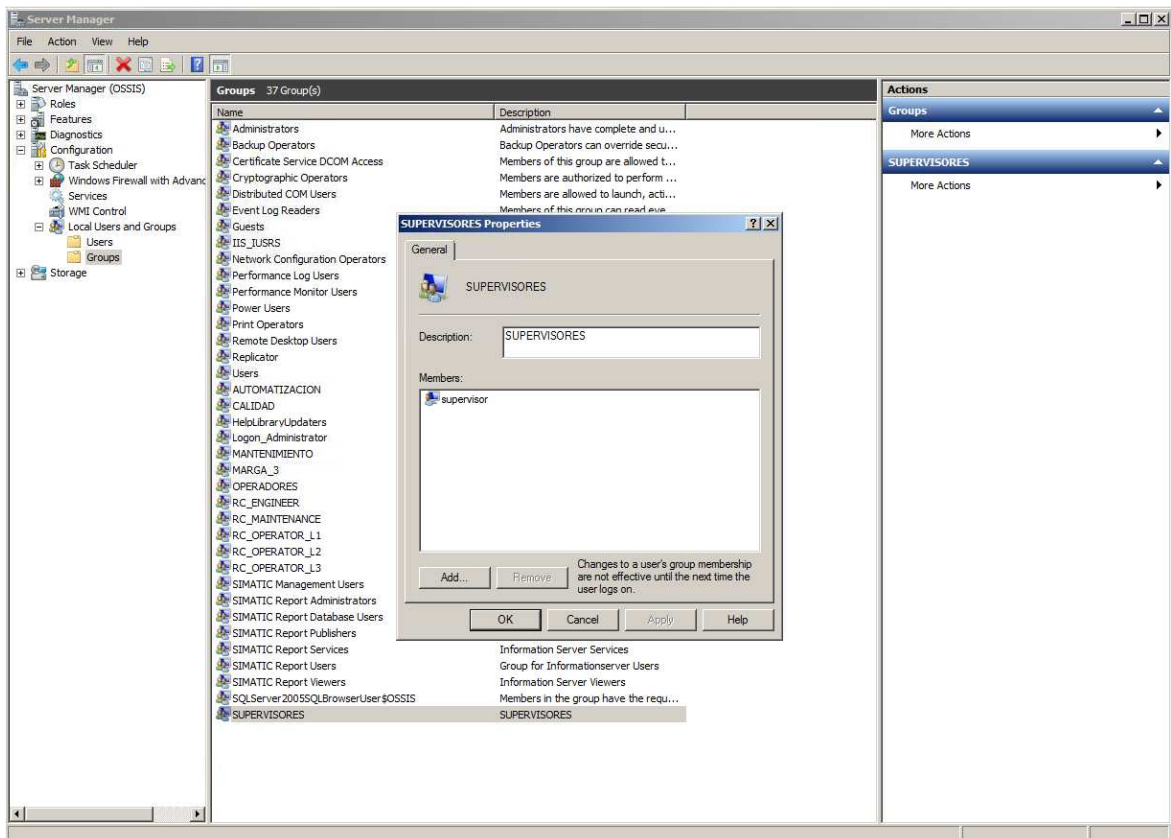 Server Manager
File Action View Help
Server Manager (OSSIS)
Roles
Features
Diagnostics
Configuration
Task Scheduler
Windows Firewall with Advanc
Services
WMI Control
Local Users and Groups
Users
Groups
Storage
Groups 37 Group(s)
Name Description
Administrators Administrators have complete and u...
Backup Operators Backup Operators can override secu...
Certificate Service DCOM Access Members of this group are allowed t...
Cryptographic Operators Members are authorized to perform ...
Distributed COM Users Members are allowed to launch, acti...
Event Log Readers Members of this group can read eve
Guests
IIS_IUSRS
Network Configuration Operators
Performance Log Users
Performance Monitor Users
Power Users
Print Operators
Remote Desktop Users
Replicator
Users
AUTOMATIZACION
CALIDAD
HelpLibraryUpdaters
Logon_Administrator
MANTENIMIENTO
MARGA_3
OPERADORES
RC_ENGINEER
RC_MAINTENANCE
RC_OPERATOR_L1
RC_OPERATOR_L2
RC_OPERATOR_L3
SIMATIC Management Users
SIMATIC Report Administrators
SIMATIC Report Database Users
SIMATIC Report Publishers
SIMATIC Report Services Information Server Services
SIMATIC Report Users Group for Informationserver Users
SIMATIC Report Viewers Information Server Viewers
SQLServer2005SQLBrowserUser$OSSIS Members in the group have the requ...
SUPERVISORES SUPERVISORES
SUPERVISORES Properties
General
SUPERVISORES
Description: SUPERVISORES
Members:
supervisor
Add... Remove
Changes to a user's group membership
are not effective until the next time the
user logs on.
OK Cancel Apply Help
Actions
Groups
More Actions
SUPERVISORES
More Actions